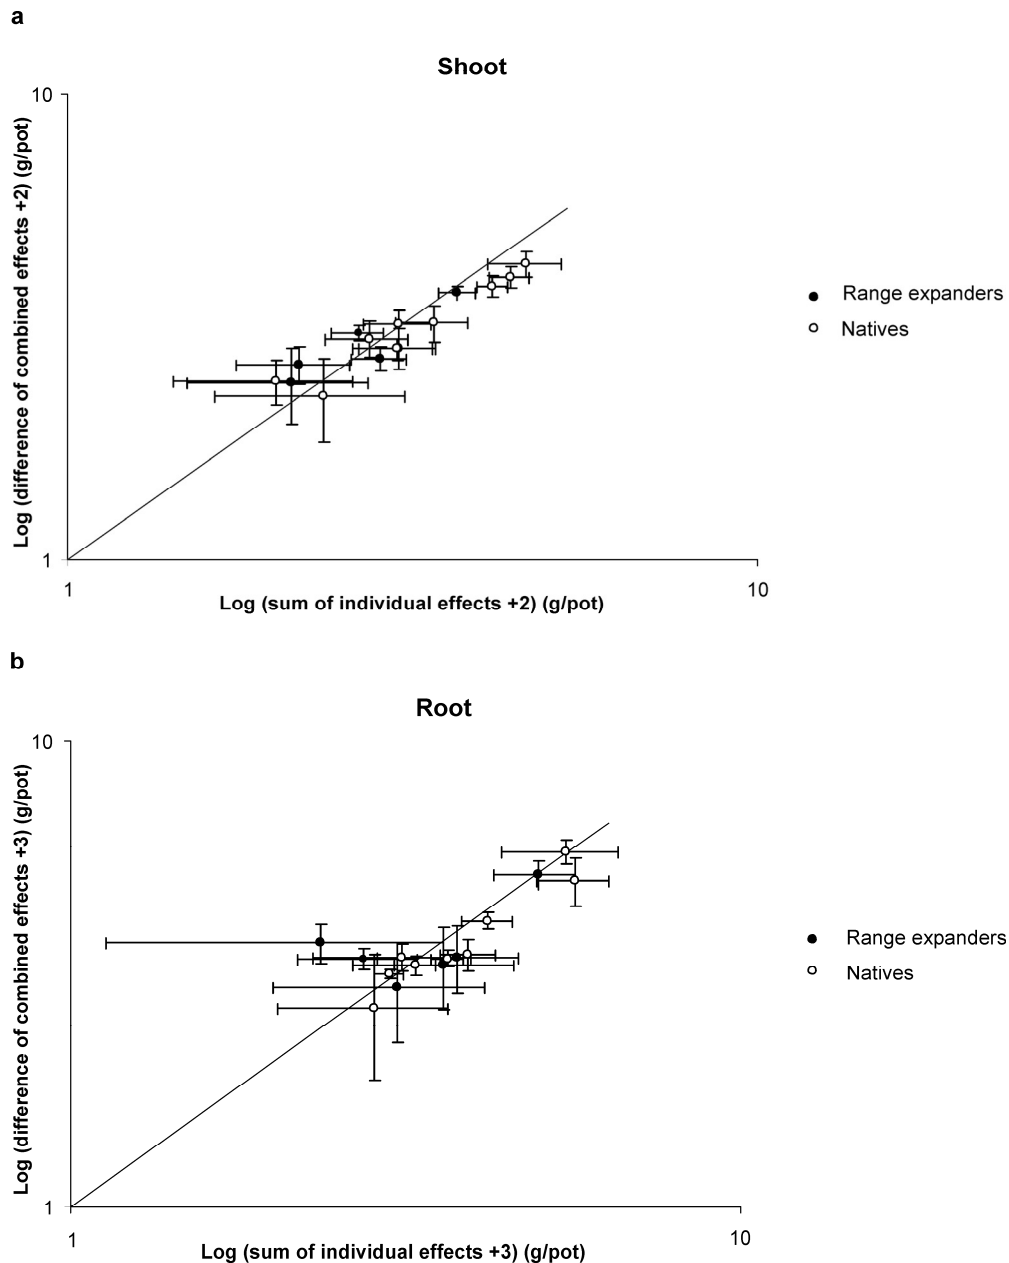 a
Shoot
10
Log (difference of combined effects +2) (g/pot)
Range expanders
Natives
1
1
10
Log (sum of individual effects +2) (g/pot)
b
Root
10
Log (difference of combined effects +3) (g/pot)
Range expanders
Natives
1
1
10
Log (sum of individual effects +3) (g/pot)